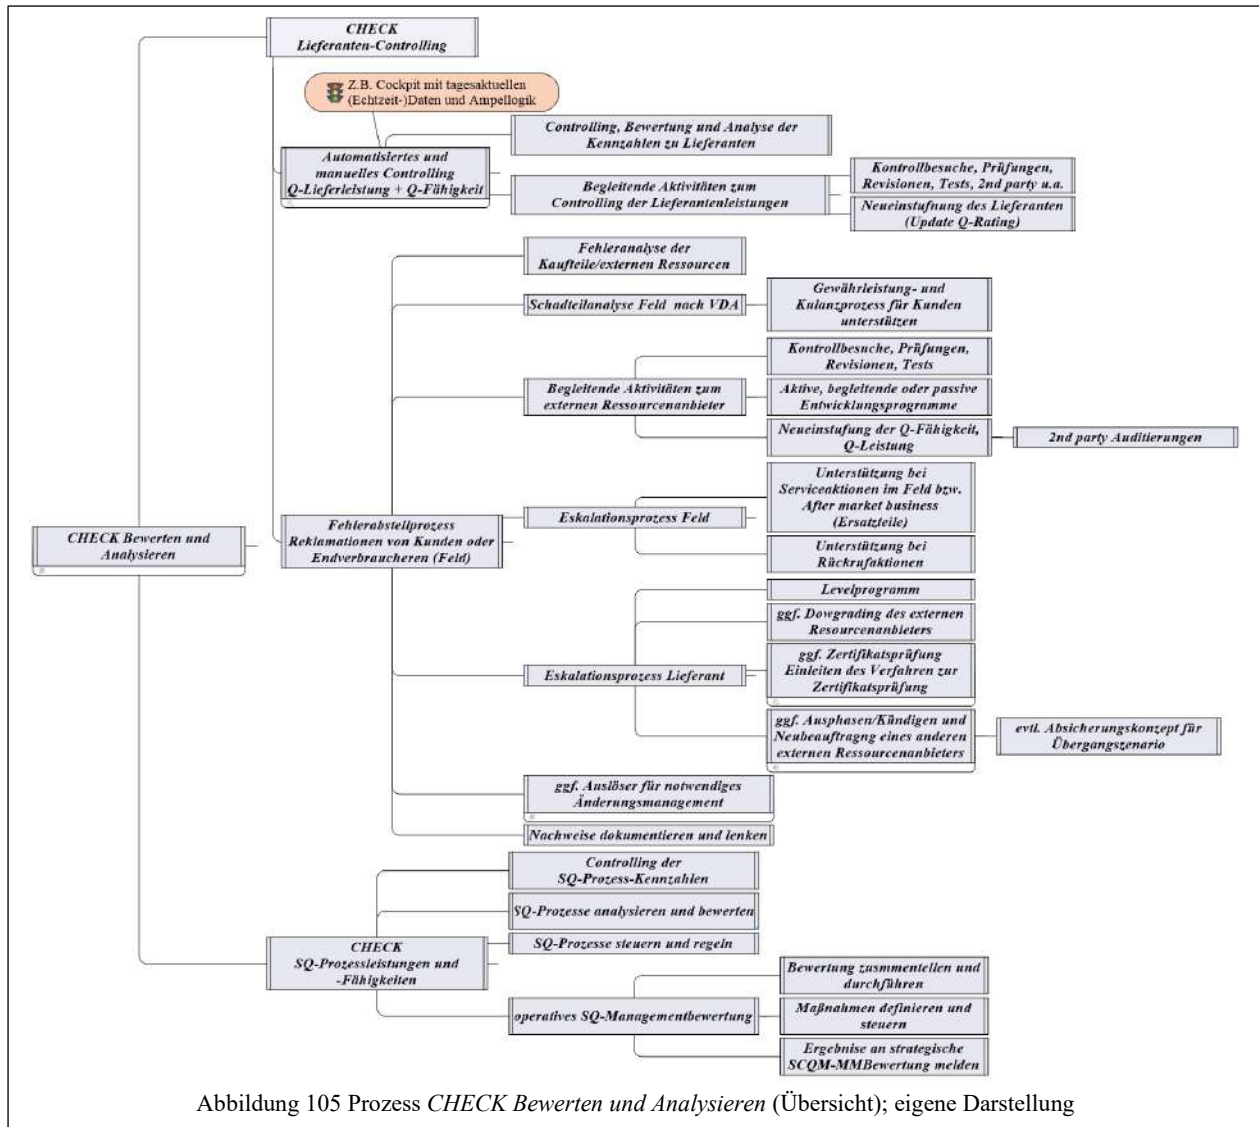 CHECK
Lieferanten-Controlling
Z.B. Cockpit mit tagesaktuellen
(Echtzeit-)Daten und Ampellogik
Automatisiertes und
manuelles Controlling
Q-Lieferleistung + Q-Fähigkeit
Controlling, Bewertung und Analyse der
Kennzahlen zu Lieferanten
Begleitende Aktivitäten zum
Controlling der Lieferantenleistungen
Kontrollbesuche, Prüfungen,
Revisionen, Tests, 2nd party u.a.
Neueinstufnung des Lieferanten
(Update Q-Rating)
CHECK Bewerten und
Analysieren
Fehlerabstellprozess
Reklamationen von Kunden oder
Endverbraucheren (Feld)
Fehleranalyse der
Kaufteile/externen Ressourcen
Schadteilanalyse Feld nach VDA
Gewährleistung- und
Kulanzprozess für Kunden
unterstützen
Begleitende Aktivitäten zum
externen Ressourcenanbieter
Kontrollbesuche, Prüfungen,
Revisionen, Tests
Aktive, begleitende oder passive
Entwicklungsprogramme
Neueinstufung der Q-Fähigkeit,
Q-Leistung
2nd party Auditierungen
Eskalationsprozess Feld
Unterstützung bei
Serviceaktionen im Feld bzw.
After market business
(Ersatzteile)
Unterstützung bei
Rückrufaktionen
Eskalationsprozess Lieferant
Levelprogramm
ggf. Dowgrading des externen
Resourcenanbieters
ggf. Zertifikatsprüfung
Einleiten des Verfahren zur
Zertifikatsprüfung
ggf. Ausphasen/Kündigen und
Neubeauftragng eines anderen
externen Ressourcenanbieters
evtl. Absicherungskonzept für
Übergangszenario
ggf. Auslöser für notwendiges
Änderungsmanagement
Nachweise dokumentieren und lenken
CHECK
SQ-Prozessleistungen und
-Fähigkeiten
Controlling der
SQ-Prozess-Kennzahlen
SQ-Prozesse analysieren und bewerten
SQ-Prozesse steuern und regeln
operatives SQ-Managementbewertung
Bewertung zusmmentellen und
durchführen
Maßnahmen definieren und
steuern
Ergebnise an strategische
SCQM-MMBewertung melden
Abbildung 105 Prozess CHECK Bewerten und Analysieren (Übersicht); eigene Darstellung